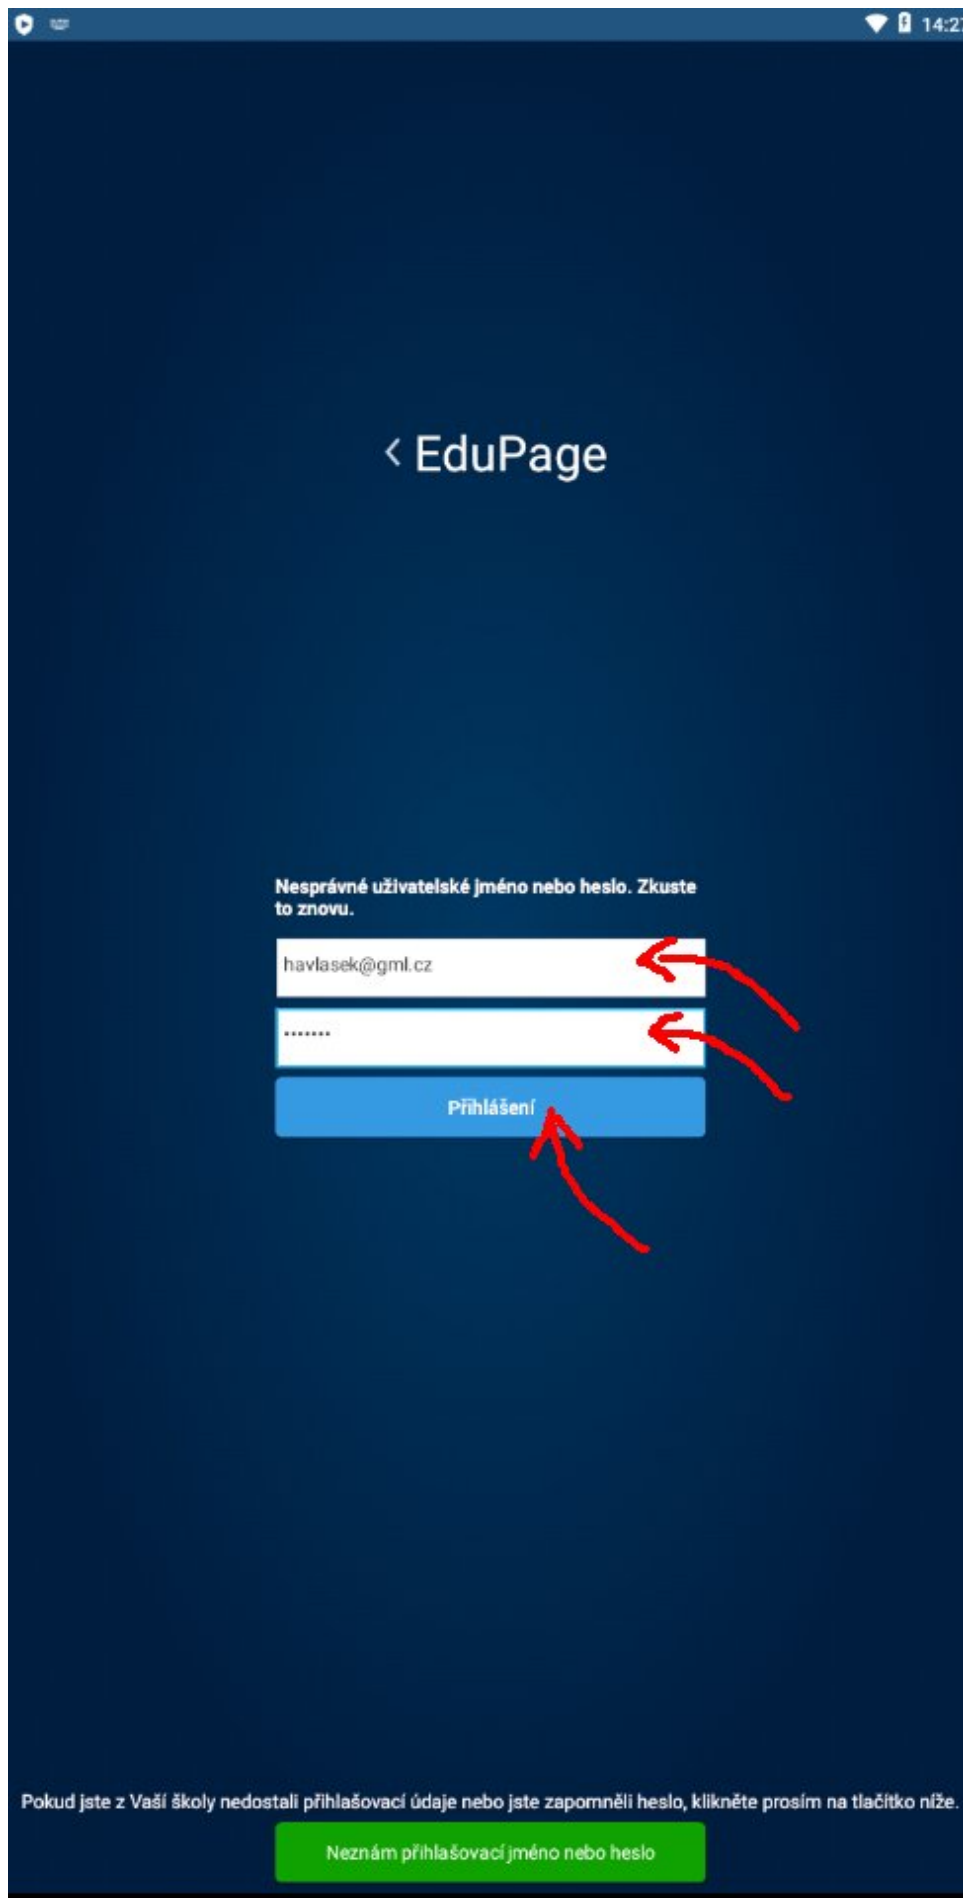 14:27
< EduPage
Nesprávné uživatelské jméno nebo heslo. Zkuste
to znovu.
havlasek@gml.cz
.......
Přihlášení
Pokud jste z Vaší školy nedostali přihlašovací údaje nebo jste zapomněli heslo, klikněte prosím na tlačítko níže.
Neznám přihlašovací jméno nebo heslo